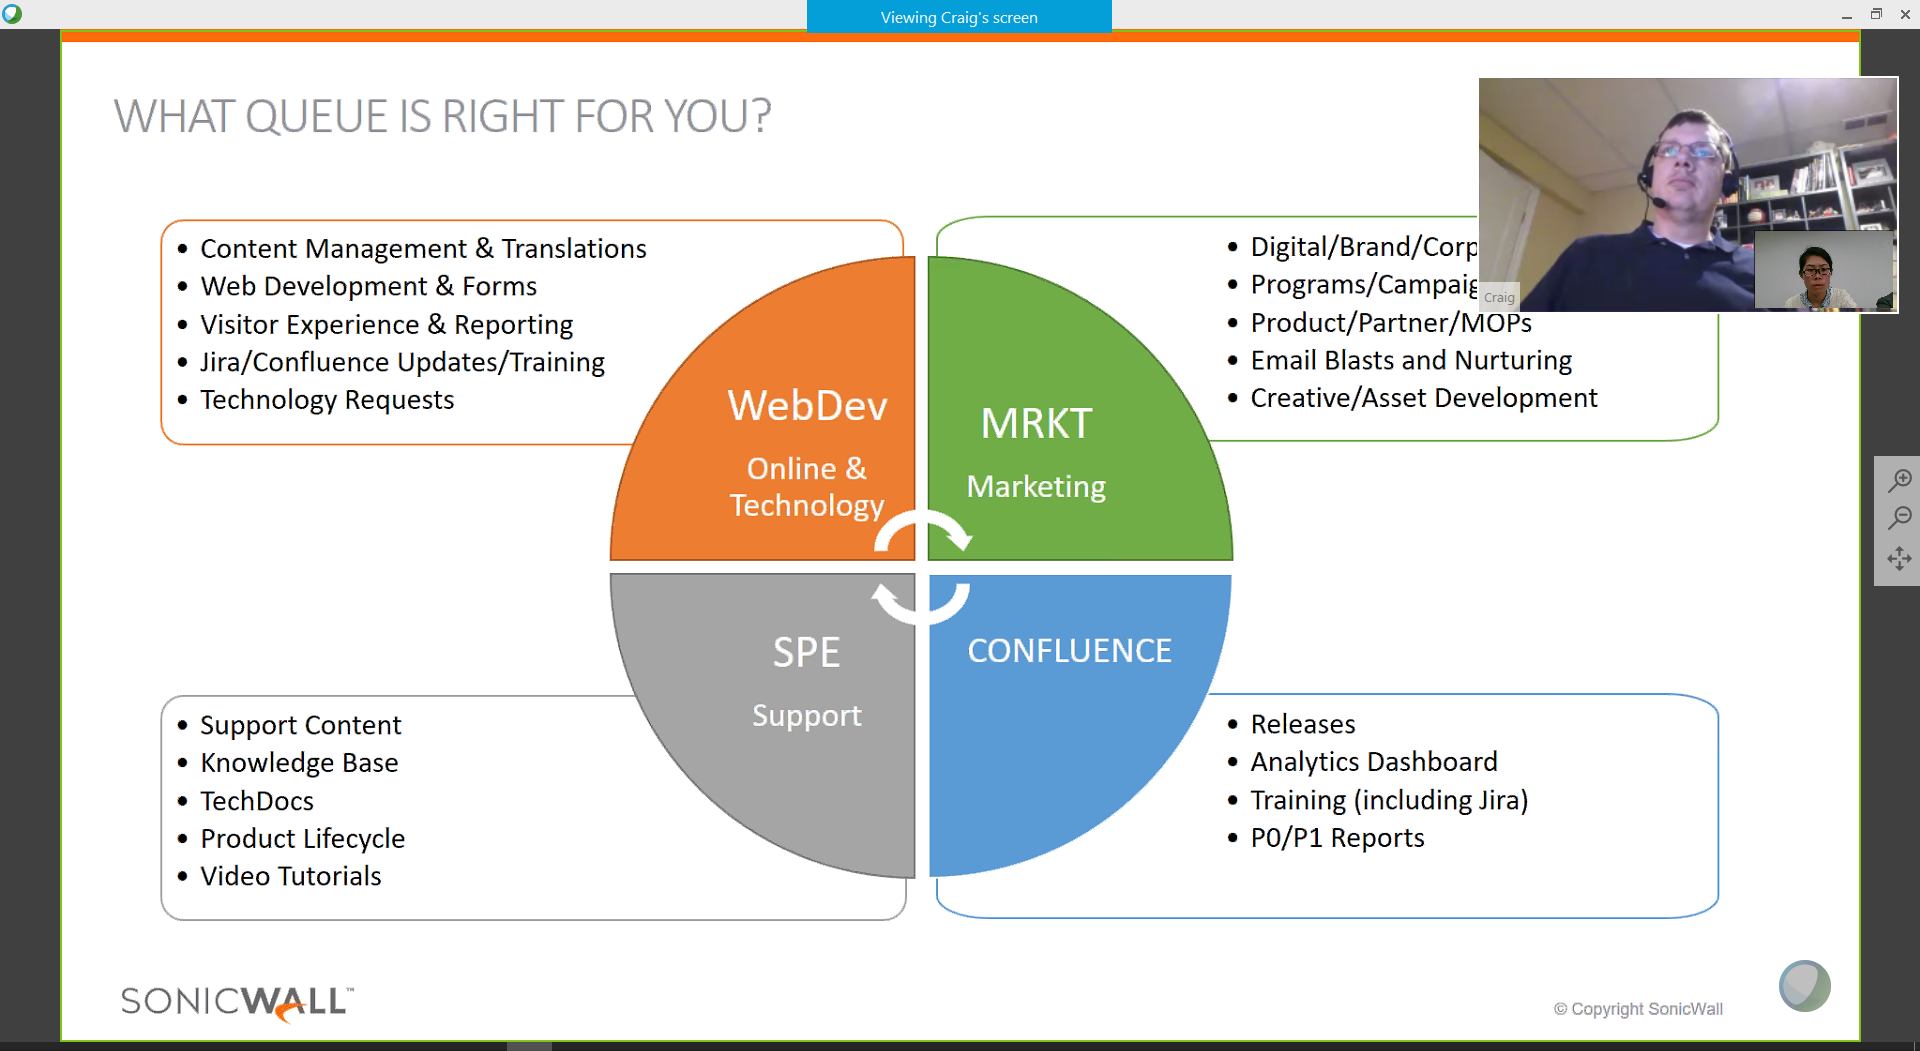 Viewing Craig's screen
WHAT QUEUE IS RIGHT FOR YOU?
• Content Management & Translations
• Web Development & Forms
• Visitor Experience & Reporting
• Jira/Confluence Updates/Training
• Technology Requests
WebDev
Online &
Technology
MRKT
Marketing
• Digital/Brand/Corp
• Programs/Campaig
• Product/Partner/MOPs
• Email Blasts and Nurturing
• Creative/Asset Development
Craig
SPE
Support
• Support Content
• Knowledge Base
• TechDocs
• Product Lifecycle
• Video Tutorials
CONFLUENCE
• Releases
• Analytics Dashboard
• Training (including Jira)
• P0/P1 Reports
SONICWALL™
© Copyright SonicWall